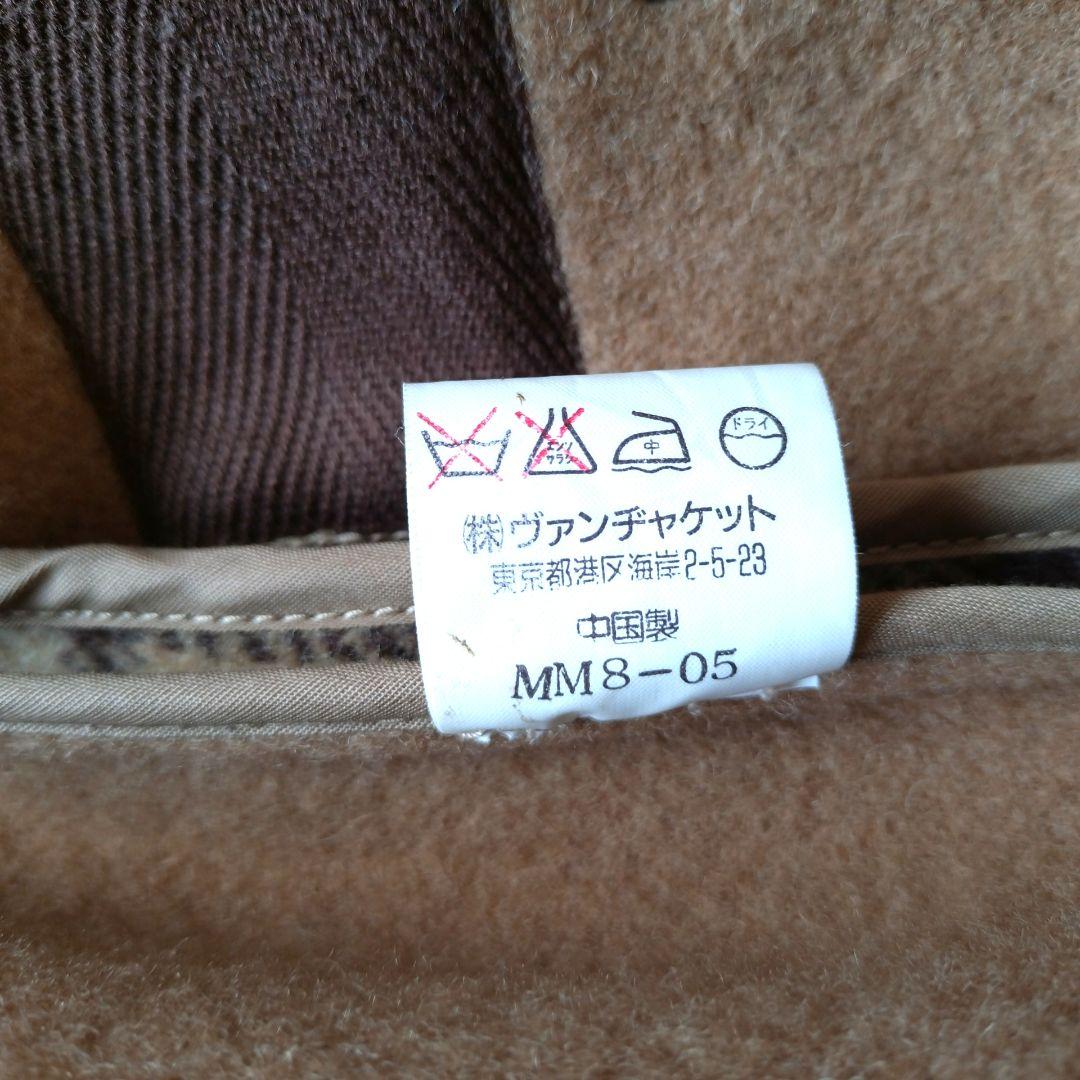 エンソ サラシ 中 ドライ
㈱ヴァンヂャケット
東京都港区海岸2-5-23
中国製
MM8-05